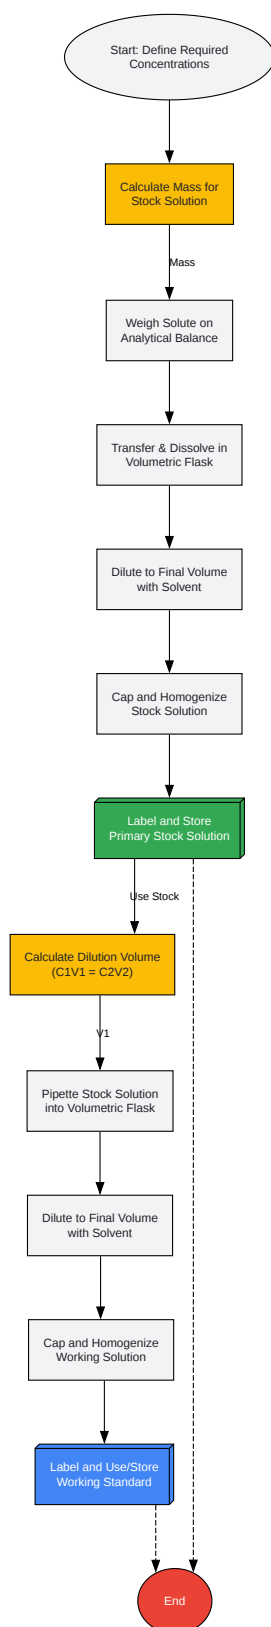 Start: Define Required
Concentrations
Calculate Mass for
Stock Solution
Mass
Weigh Solute on
Analytical Balance
Transfer & Dissolve in
Volumetric Flask
Dilute to Final Volume
with Solvent
Cap and Homogenize
Stock Solution
Label and Store
Primary Stock Solution
Use Stock
Calculate Dilution Volume
(C1V1 = C2V2)
V1
Pipette Stock Solution
into Volumetric Flask
Dilute to Final Volume
with Solvent
Cap and Homogenize
Working Solution
Label and Use/Store
Working Standard
End